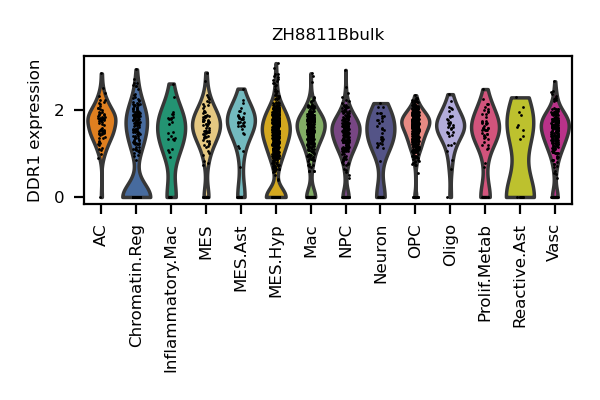 ZH8811Bbulk
DDR1 expression
2
0
AC
Chromatin.Reg
Inflammatory.Mac
MES
MES.Ast
MES.Hyp
Mac
NPC
Neuron
OPC
Oligo
Prolif.Metab
Reactive.Ast
Vasc